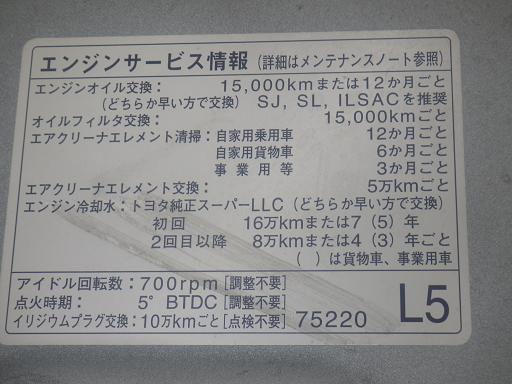 エンジンサービス情報 (詳細はメンテナンスノート参照)
エンジンオイル交換: 15,000kmまたは12か月ごと
(どちらか早い方で交換) SJ, SL, ILSACを推奨
オイルフィルタ交換: 15,000kmごと
エアクリーナエレメント清掃: 自家用乗用車 12か月ごと
自家用貨物車 6か月ごと
事業用等 3か月ごと
エアクリーナエレメント交換: 5万kmごと
エンジン冷却水: トヨタ純正スーパーLLC (どちらか早い方で交換)
初回 16万kmまたは7(5)年
2回目以降 8万kmまたは4(3)年ごと
( )は貨物車、事業用車
アイドル回転数: 700rpm [調整不要]
点火時期: 5° BTDC [調整不要]
イリジウムプラグ交換: 10万kmごと [点検不要] 75220 L5